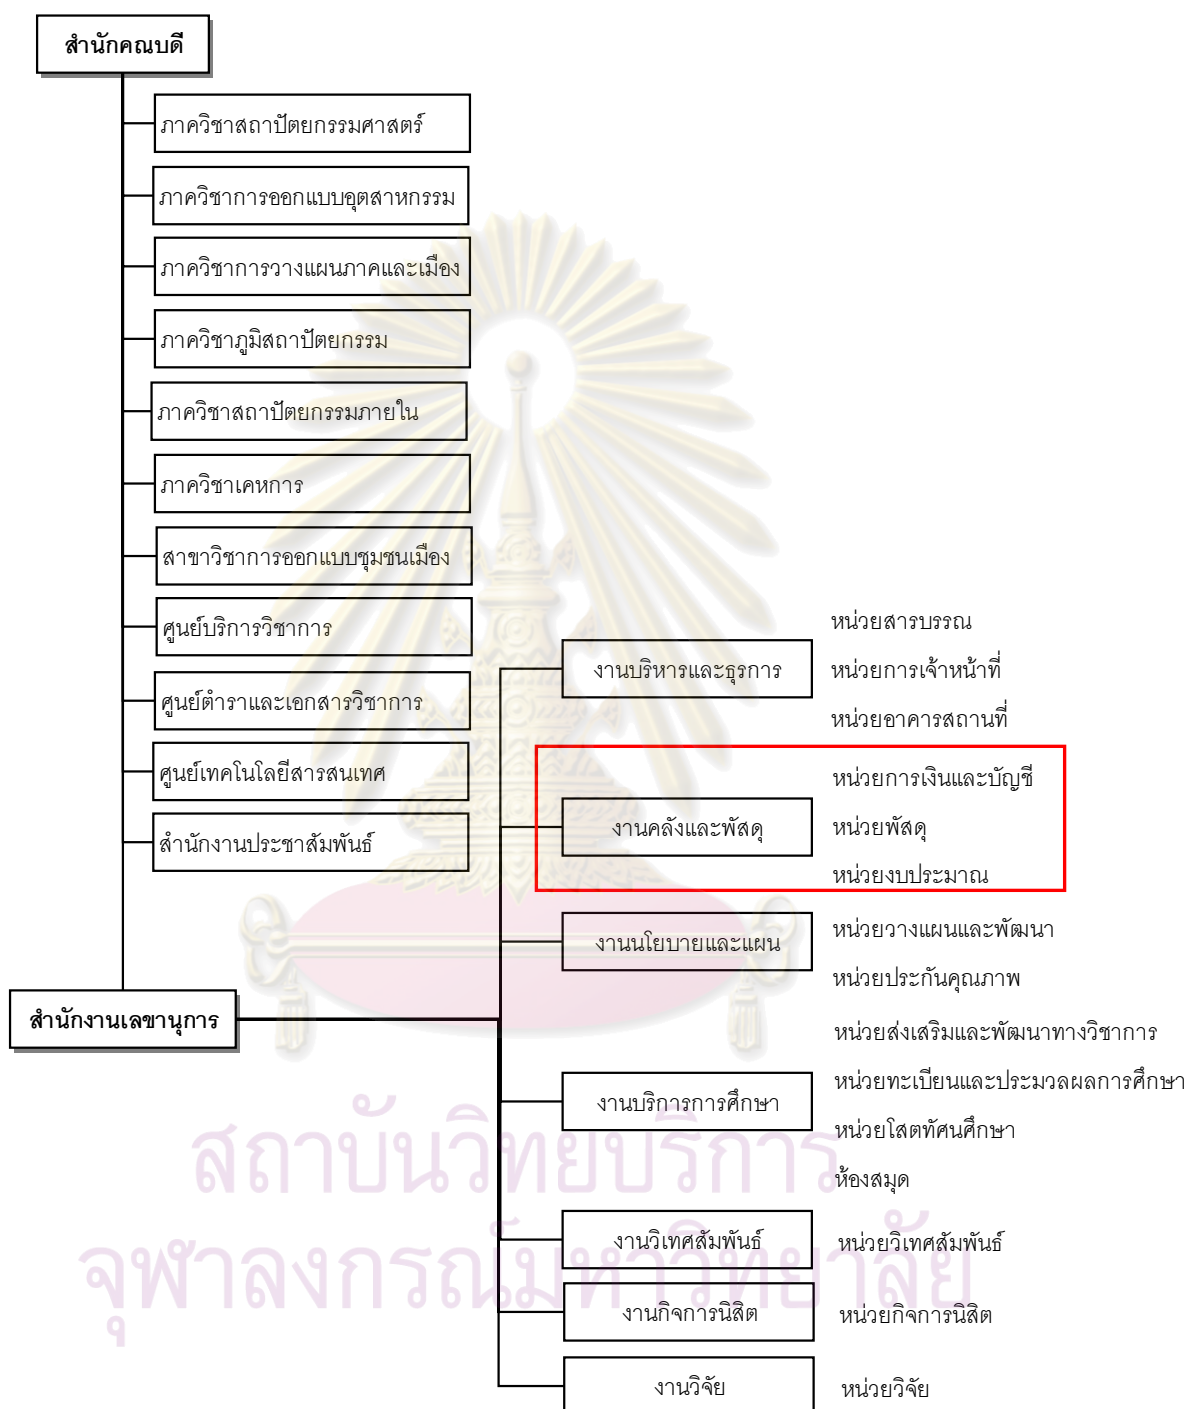 สำนักคณบดี
ภาควิชาสถาปัตยกรรมศาสตร์
ภาควิชาการออกแบบอุตสาหกรรม
ภาควิชาการวางแผนภาคและเมือง
ภาควิชาภูมิสถาปัตยกรรม
ภาควิชาสถาปัตยกรรมภายใน
ภาควิชาเคหการ
สาขาวิชาการออกแบบชุมชนเมือง
ศูนย์บริการวิชาการ
ศูนย์ตำราและเอกสารวิชาการ
ศูนย์เทคโนโลยีสารสนเทศ
สำนักงานประชาสัมพันธ์
สำนักงานเลขานุการ
งานบริหารและธุรการ
หน่วยสารบรรณ
หน่วยการเจ้าหน้าที่
หน่วยอาคารสถานที่
งานคลังและพัสดุ
หน่วยการเงินและบัญชี
หน่วยพัสดุ
หน่วยงบประมาณ
งานนโยบายและแผน
หน่วยวางแผนและพัฒนา
หน่วยประกันคุณภาพ
งานบริการการศึกษา
หน่วยส่งเสริมและพัฒนาทางวิชาการ
หน่วยทะเบียนและประมวลผลการศึกษา
หน่วยโสตทัศนศึกษา
ห้องสมุด
งานวิเทศสัมพันธ์
หน่วยวิเทศสัมพันธ์
งานกิจการนิสิต
หน่วยกิจการนิสิต
งานวิจัย
หน่วยวิจัย
สถาบันวิทยบริการ
จุฬาลงกรณ์มหาวิทยาลัย